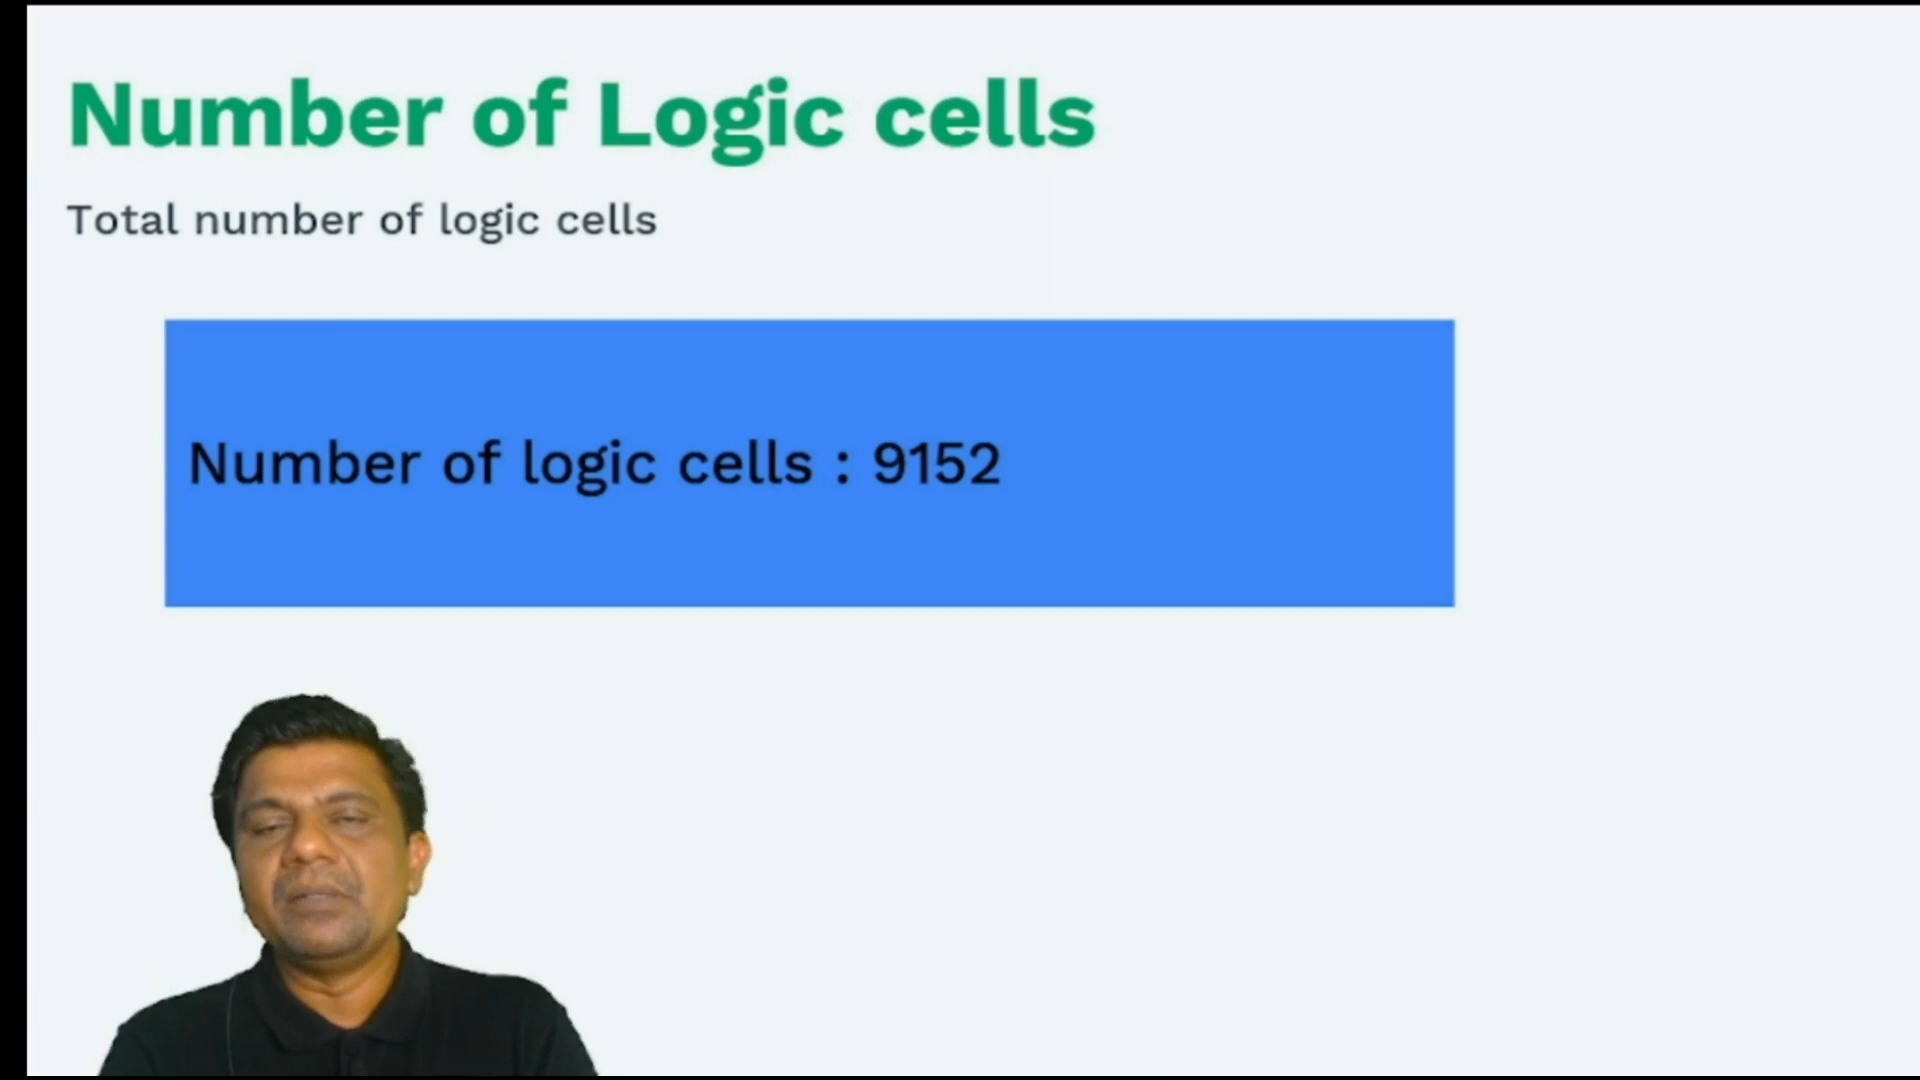 Number of Logic cells
Total number of logic cells
Number of logic cells : 9152